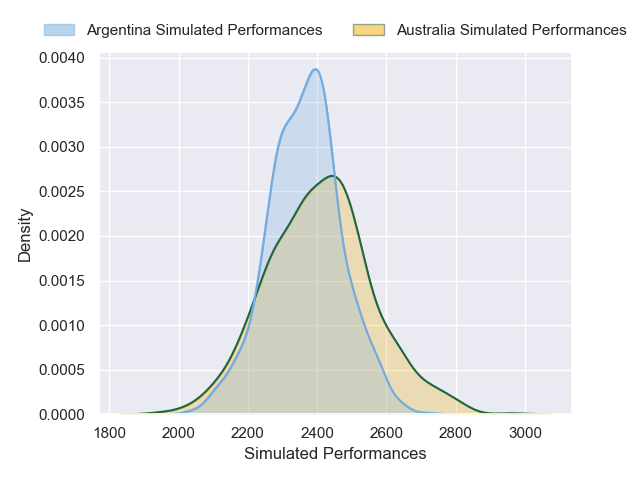 Argentina Simulated Performances Australia Simulated Performances
0.0040
0.0035
0.0030
0.0025
0.0020
0.0015
0.0010
0.0005
0.0000
Density
1800 2000 2200 2400 2600 2800 3000
Simulated Performances